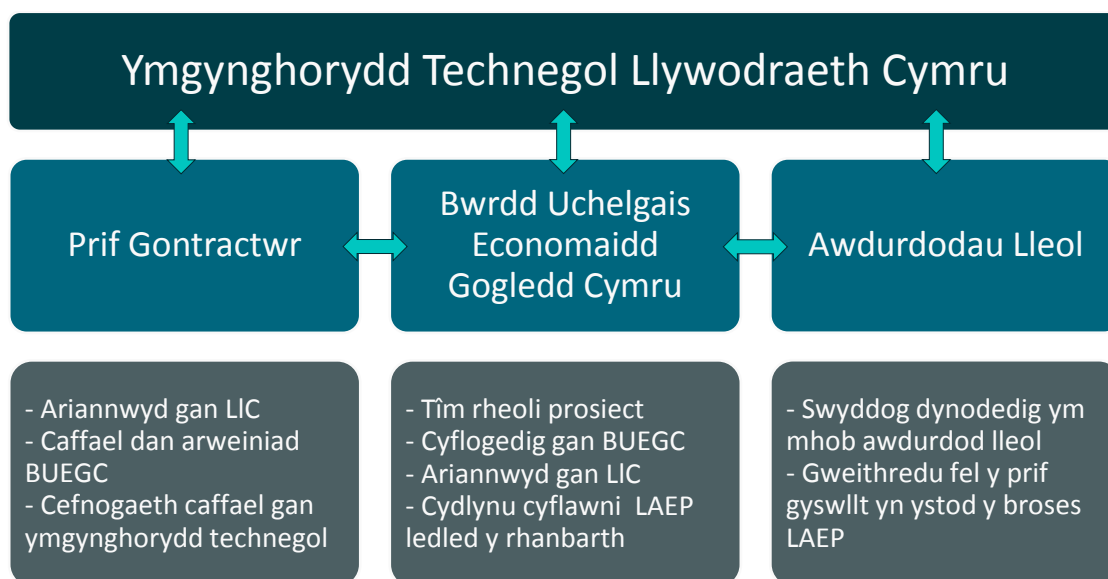 Ymgynghorydd Technegol Llywodraeth Cymru
Prif Gontractwr
Bwrdd Uchelgais
Economaidd
Gogledd Cymru
Awdurdodau Lleol
- Ariannwyd gan LlC
- Caffael dan arweiniad
BUEGC
- Cefnogaeth caffael gan
ymgynghorydd technegol
- Tîm rheoli prosiect
- Cyflogedig gan BUEGC
- Ariannwyd gan LlC
- Cydlynu cyflawni LAEP
ledled y rhanbarth
- Swyddog dynodedig ym
mhob awdurdod lleol
- Gweithredu fel y prif
gyswllt yn ystod y broses
LAEP